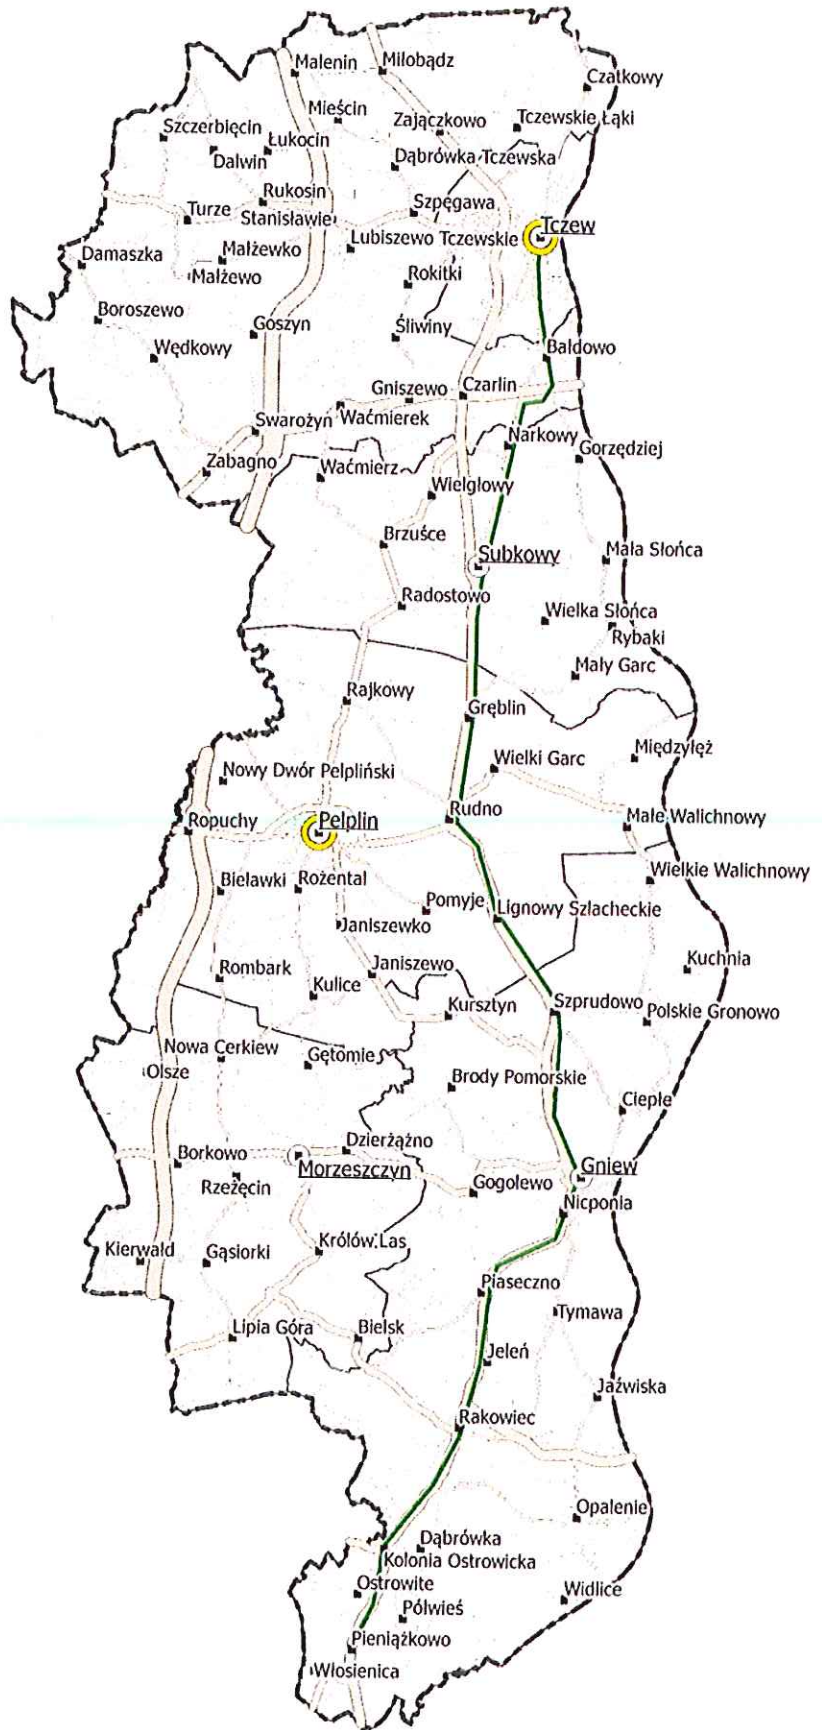 Malenin
Miłobądz
Czatkowy
Mieścin
Zajączkowo
Tczewskie Łąki
Szczerbięcin
Łukocin
Dalwin
Dąbrówka Tczewska
Rukosin
Szpęgawa
Turze
Stanisławie
Tczew
Lubiszewo Tczewskie
Małżewko
Damaszka
Małżewo
Rokitki
Boroszewo
Goszyn
Śliwiny
Wędkowy
Bałdowo
Gniszewo
Czarlin
Swarożyn
Waćmierek
Narkowy
Gorzędziej
Zabagno
Waćmierz
Wielgłowy
Brzuśce
Subkowy
Mała Słońca
Radostowo
Wielka Słońca
Rybaki
Mały Garc
Rajkowy
Gręblin
Międzyłęż
Wielki Garc
Nowy Dwór Pelpliński
Rudno
Małe Walichnowy
Ropuchy
Pelplin
Wielkie Walichnowy
Bielawki
Rożental
Pomyje
Lignowy Szlacheckie
Janiszewko
Kuchnia
Rombark
Janiszewo
Kulice
Kursztyn
Szprudowo
Polskie Gronowo
Nowa Cerkiew
Gętomie
Olsze
Brody Pomorskie
Ciepłe
Dzierżążno
Borkowo
Morzeszczyn
Gniew
Rzeżęcin
Gogolewo
Nicponia
Kierwałd
Gąsiorki
Królów Las
Piaseczno
Tymawa
Lipia Góra
Bielsk
Jeleń
Jaźwiska
Rakowiec
Opalenie
Dąbrówka
Kolonia Ostrowicka
Ostrowite
Widlice
Półwieś
Pieniążkowo
Włosienica